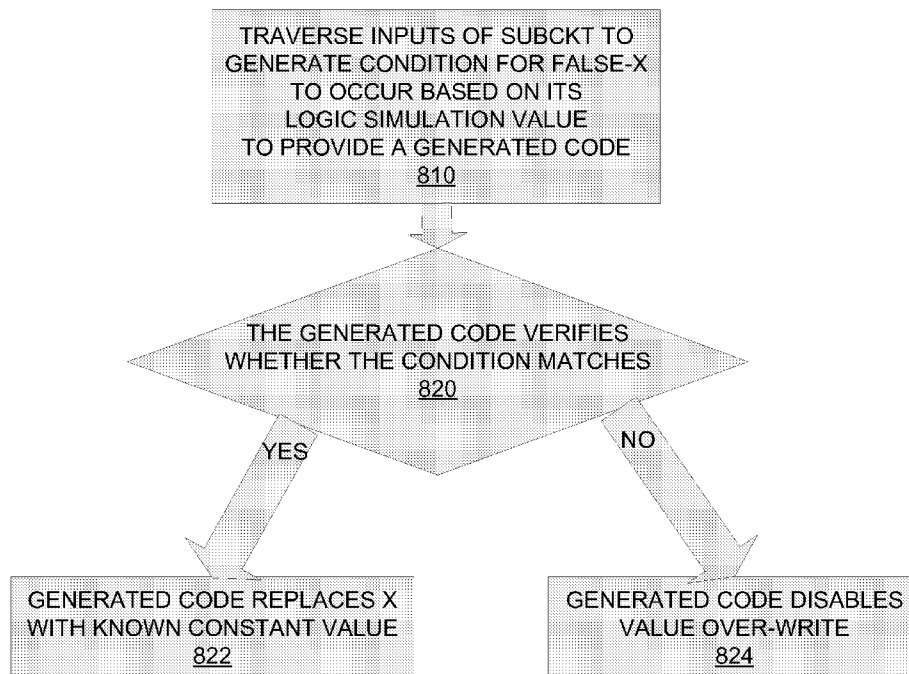 TRAVERSE INPUTS OF SUBCKT TO
GENERATE CONDITION FOR FALSE-X
TO OCCUR BASED ON ITS
LOGIC SIMULATION VALUE
TO PROVIDE A GENERATED CODE
810
THE GENERATED CODE VERIFIES
WHETHER THE CONDITION MATCHES
820
YES
NO
GENERATED CODE REPLACES X
WITH KNOWN CONSTANT VALUE
822
GENERATED CODE DISABLES
VALUE OVER-WRITE
824